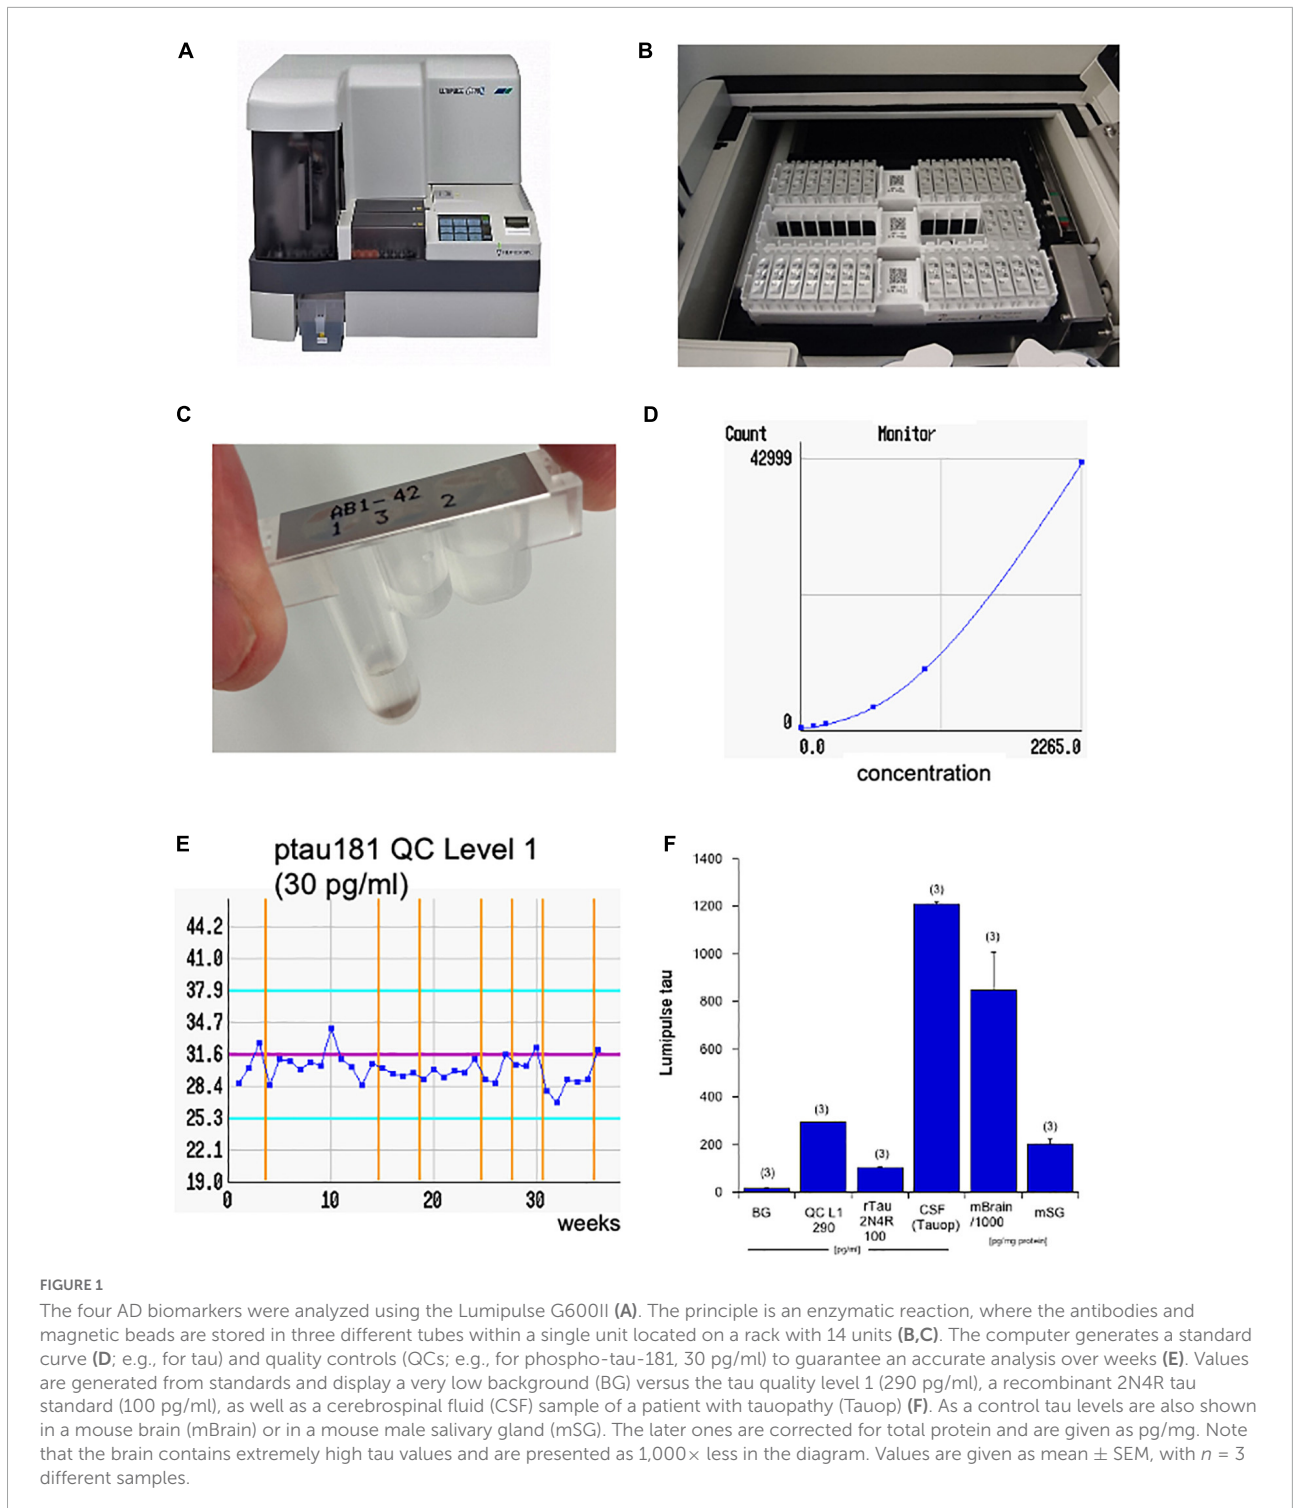 A
B
LUMIPULSE G600II
C
AB1-42
1 3 2
D
Count Monitor
42999
0
0.0 2265.0
concentration
E
ptau181 QC Level 1
(30 pg/ml)
44.2
41.0
37.9
34.7
31.6
28.4
25.3
22.1
19.0
0 10 20 30
weeks
F
Lumipulse tau
1400
1200
1000
800
600
400
200
0
(3) (3) (3) (3) (3) (3)
BG
QC L1
290
rTau
2N4R
100
CSF
(Tauop)
mBrain
/1000
mSG
[pg/ml]
[pg/mg protein]
FIGURE 1
The four AD biomarkers were analyzed using the Lumipulse G600II (A). The principle is an enzymatic reaction, where the antibodies and
magnetic beads are stored in three different tubes within a single unit located on a rack with 14 units (B,C). The computer generates a standard
curve (D; e.g., for tau) and quality controls (QCs; e.g., for phospho-tau-181, 30 pg/ml) to guarantee an accurate analysis over weeks (E). Values
are generated from standards and display a very low background (BG) versus the tau quality level 1 (290 pg/ml), a recombinant 2N4R tau
standard (100 pg/ml), as well as a cerebrospinal fluid (CSF) sample of a patient with tauopathy (Tauop) (F). As a control tau levels are also shown
in a mouse brain (mBrain) or in a mouse male salivary gland (mSG). The later ones are corrected for total protein and are given as pg/mg. Note
that the brain contains extremely high tau values and are presented as 1,000× less in the diagram. Values are given as mean ± SEM, with n = 3
different samples.